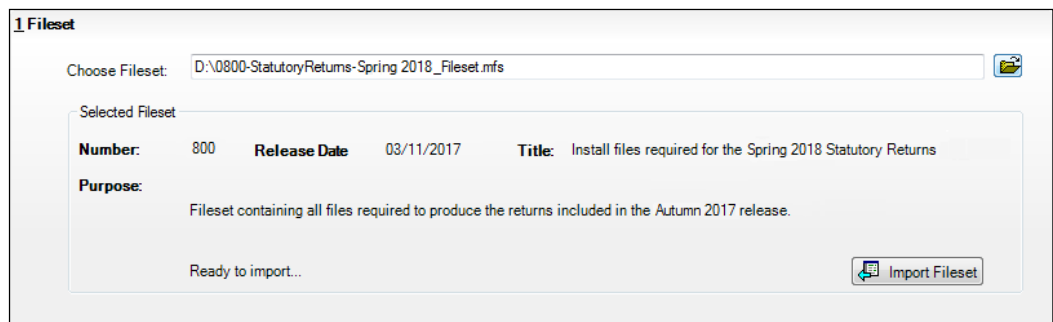 1 Fileset
Choose Fileset: D:\0800-StatutoryReturns-Spring 2018_Fileset.mfs
Selected Fileset
Number: 800 Release Date 03/11/2017 Title: Install files required for the Spring 2018 Statutory Returns
Purpose:
Fileset containing all files required to produce the returns included in the Autumn 2017 release.
Ready to import... Import Fileset